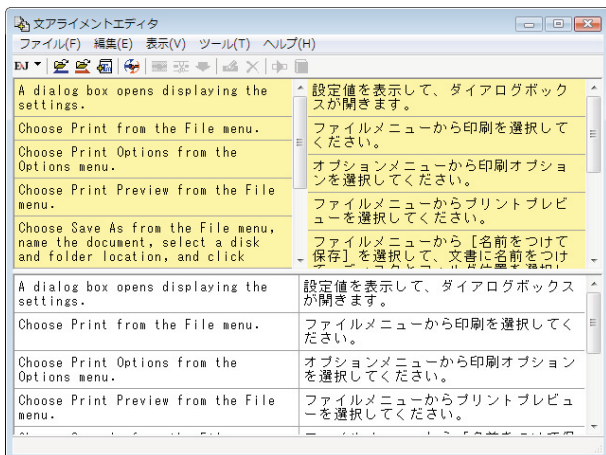 文アライメントエディタ
ファイル(F) 編集(E) 表示(V) ツール(T) ヘルプ(H)
EJ
A dialog box opens displaying the
settings.
Choose Print from the File menu.
Choose Print Options from the
Options menu.
Choose Print Preview from the File
menu.
Choose Save As from the File menu,
name the document, select a disk
and folder location, and click
設定値を表示して、ダイアログボック
スが開きます。
ファイルメニューから印刷を選択して
ください。
オプションメニューから印刷オプショ
ンを選択してください。
ファイルメニューからプリントプレビ
ューを選択してください。
ファイルメニューから［名前をつけて
保存］を選択して、文書に名前をつけ
A dialog box opens displaying the
settings.
設定値を表示して、ダイアログボックス
が開きます。
Choose Print from the File menu.
ファイルメニューから印刷を選択してく
ださい。
Choose Print Options from the
Options menu.
オプションメニューから印刷オプション
を選択してください。
Choose Print Preview from the File
menu.
ファイルメニューからプリントプレビュ
ーを選択してください。